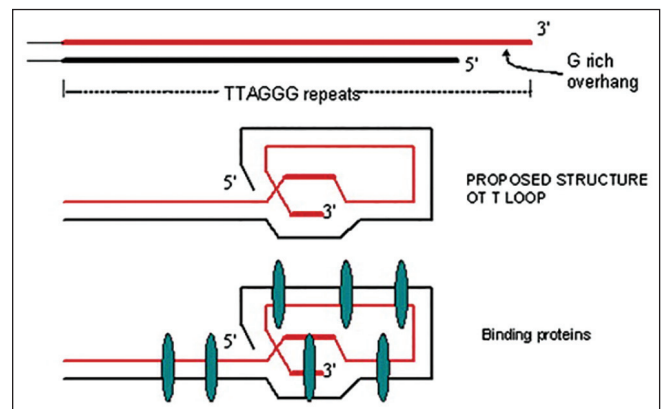 3'
5'
G rich
overhang
TTAGGG repeats
5'
3'
PROPOSED STRUCTURE
OT T LOOP
5'
3'
Binding proteins